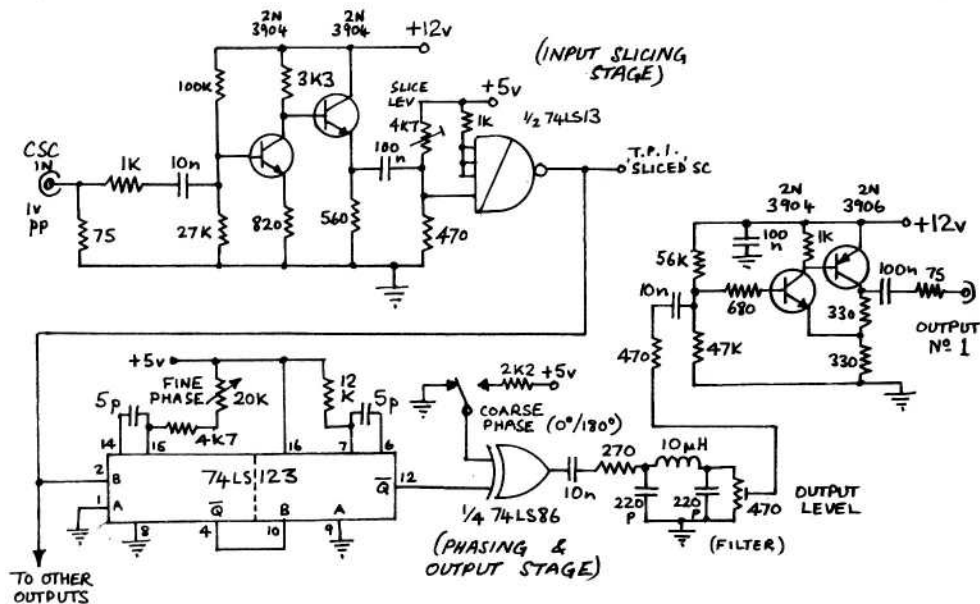 2N
3904
2N
3904
+12v
(INPUT SLICING
STAGE)
100K
3K3
SLICE
LEV
4K7
+5v
1K
½ 74LS13
CSC
IN
1v
PP
1K
10n
100
n
T.P.1.
'SLICED' SC
75
27K
820
560
470
2N
3904
2N
3906
+12v
100
n
1K
56K
10n
680
100n
75
330
OUTPUT
Nº 1
470
47K
330
+5v
FINE
PHASE
20K
12
K
5p
4K7
5p
14
15
16
7
6
2K2
+5v
COARSE
PHASE (0°/180°)
2
B
1
A
74LS
123
Q
B
A
Q
12
8
4
10
9
¼ 74LS86
10n
270
10µH
220
P
220
P
470
OUTPUT
LEVEL
(FILTER)
(PHASING &
OUTPUT STAGE)
TO OTHER
OUTPUTS